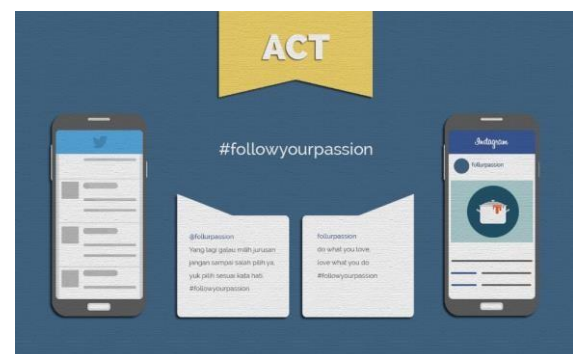 ACT
#followyourpassion
@follurpassion
Yang lagi galau milih jurusan
jangan sampai salah pilih ya,
yuk pilih sesuai kata hati.
#followyourpassion
follurpassion
do what you love,
love what you do
#followyourpassion
Instagram
follurpassion